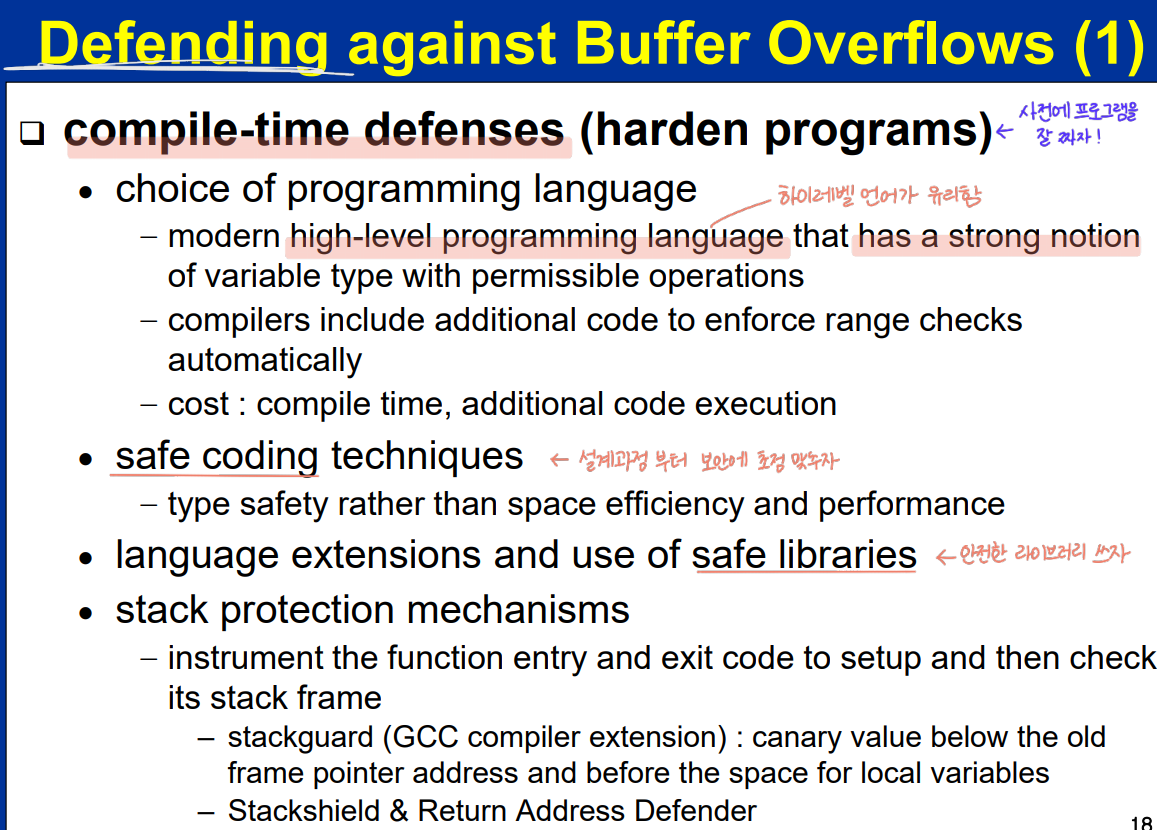 Defending against Buffer Overflows (1)
❑ compile-time defenses (harden programs) ← 사전에 프로그램을
잘 짜자!
• choice of programming language
하이레벨 언어가 유리함
– modern high-level programming language that has a strong notion
of variable type with permissible operations
– compilers include additional code to enforce range checks
automatically
– cost : compile time, additional code execution
• safe coding techniques ← 설계과정 부터 보안에 초점 맞추자
– type safety rather than space efficiency and performance
• language extensions and use of safe libraries ← 안전한 라이브러리 쓰자
• stack protection mechanisms
– instrument the function entry and exit code to setup and then check
its stack frame
– stackguard (GCC compiler extension) : canary value below the old
frame pointer address and before the space for local variables
– Stackshield & Return Address Defender
18